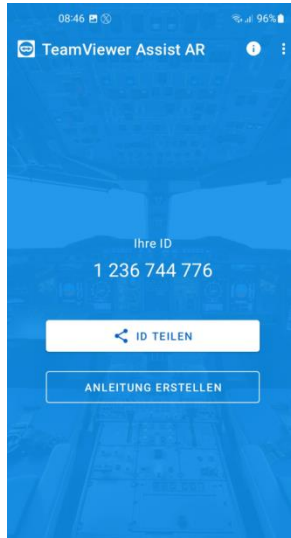 08:46
96%
TeamViewer Assist AR
Ihre ID
1 236 744 776
ID TEILEN
ANLEITUNG ERSTELLEN